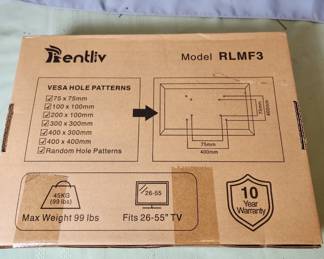 Rentliv
Model RLMF3
VESA HOLE PATTERNS
75 x 75mm
100 x 100mm
200 x 100mm
300 x 300mm
400 x 300mm
400 x 400mm
Random Hole Patterns
75mm
400mm
75mm
400mm
45KG
(99 lbs)
Max Weight 99 lbs
26-55
Fits 26-55" TV
10
Year
Warranty